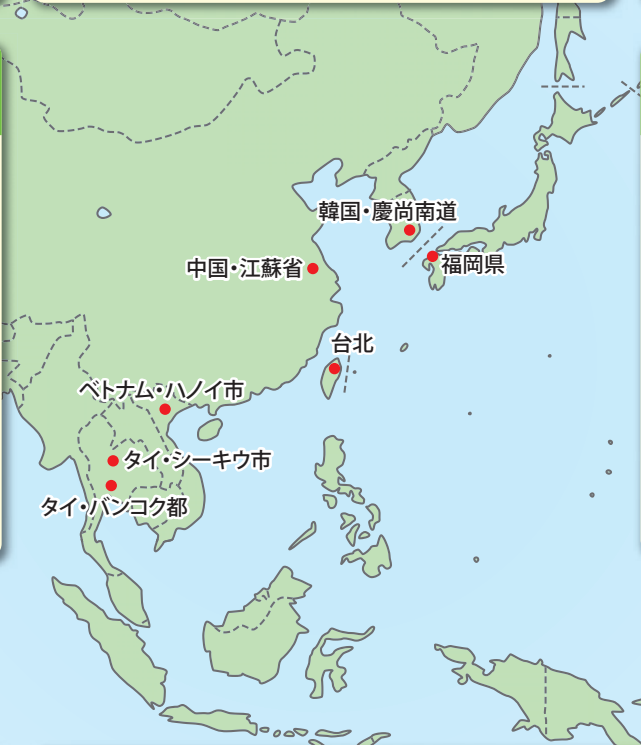 韓国・慶尚南道
中国・江蘇省
福岡県
台北
ベトナム・ハノイ市
タイ・シーキウ市
タイ・バンコク都